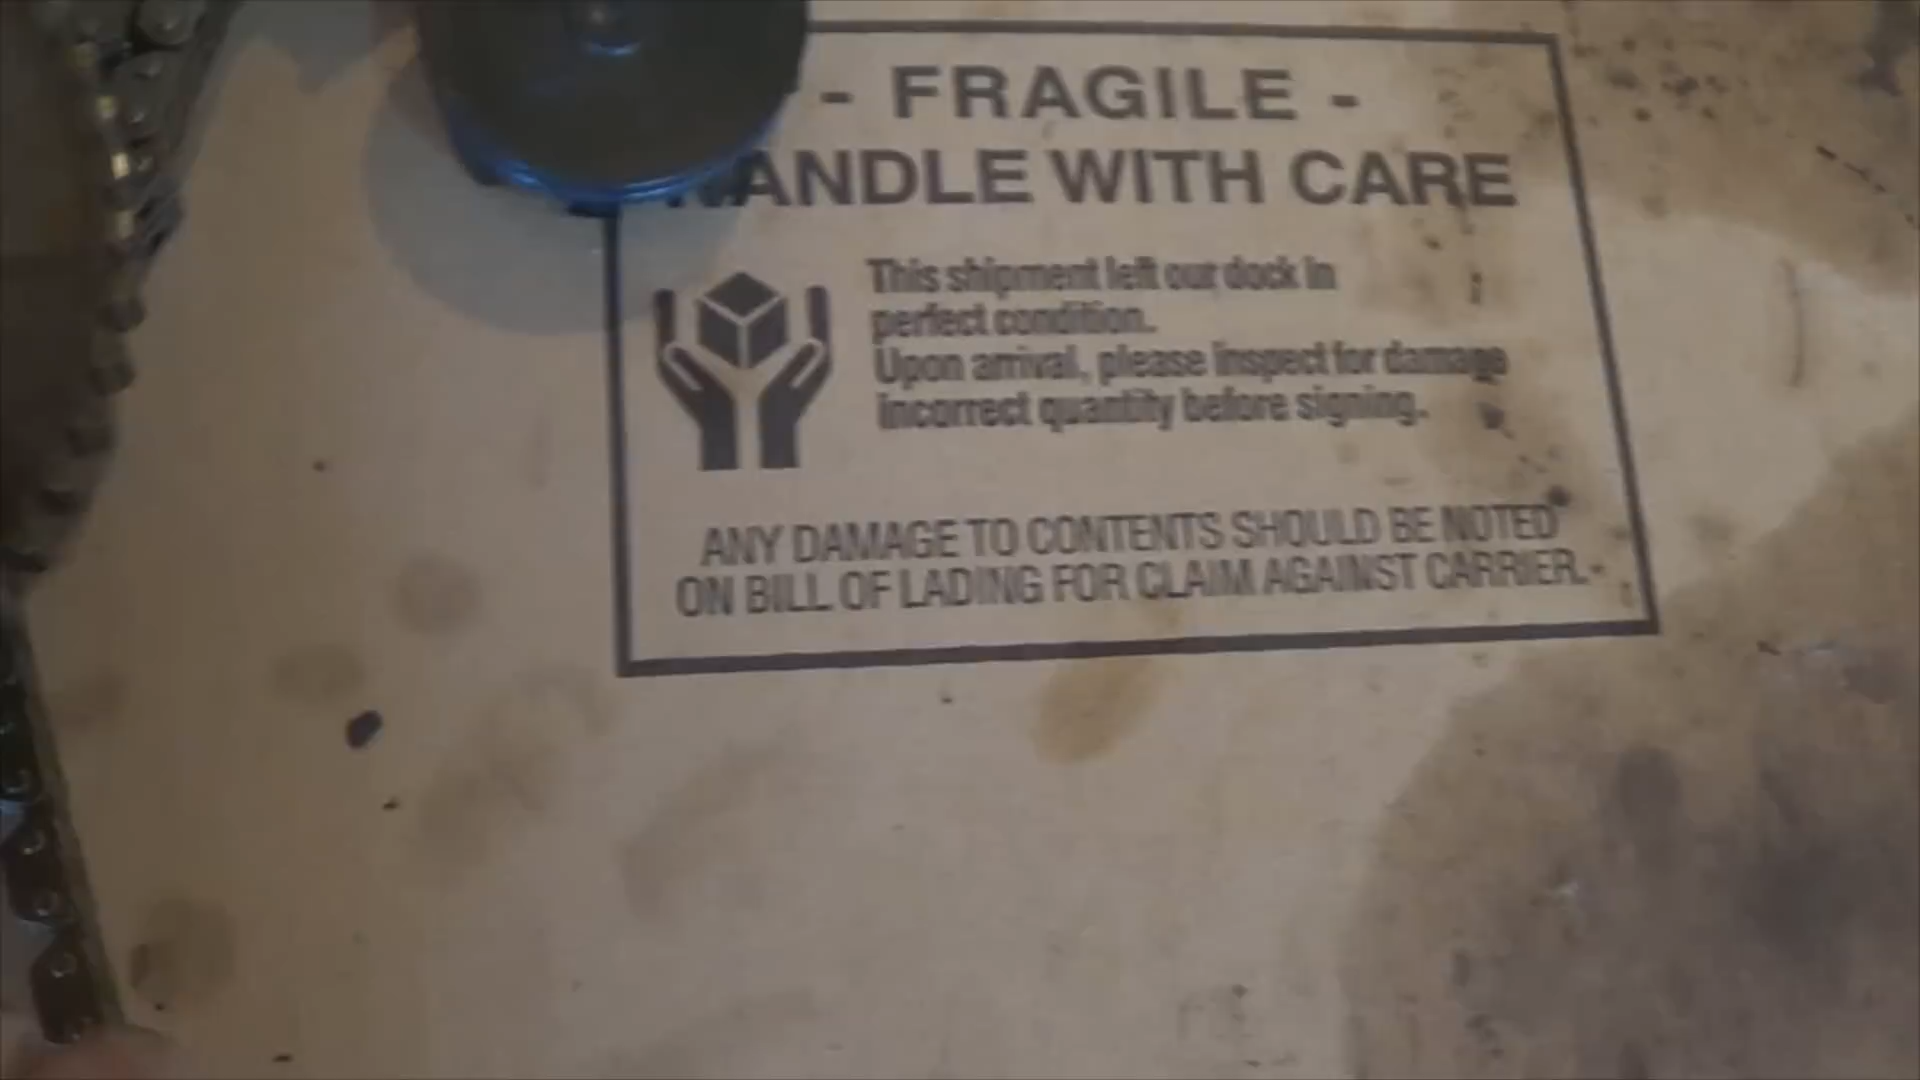 - FRAGILE -
HANDLE WITH CARE
This shipment left our dock in
perfect condition.
Upon arrival, please inspect for damage
incorrect quantity before signing.
ANY DAMAGE TO CONTENTS SHOULD BE NOTED
ON BILL OF LADING FOR CLAIM AGAINST CARRIER.